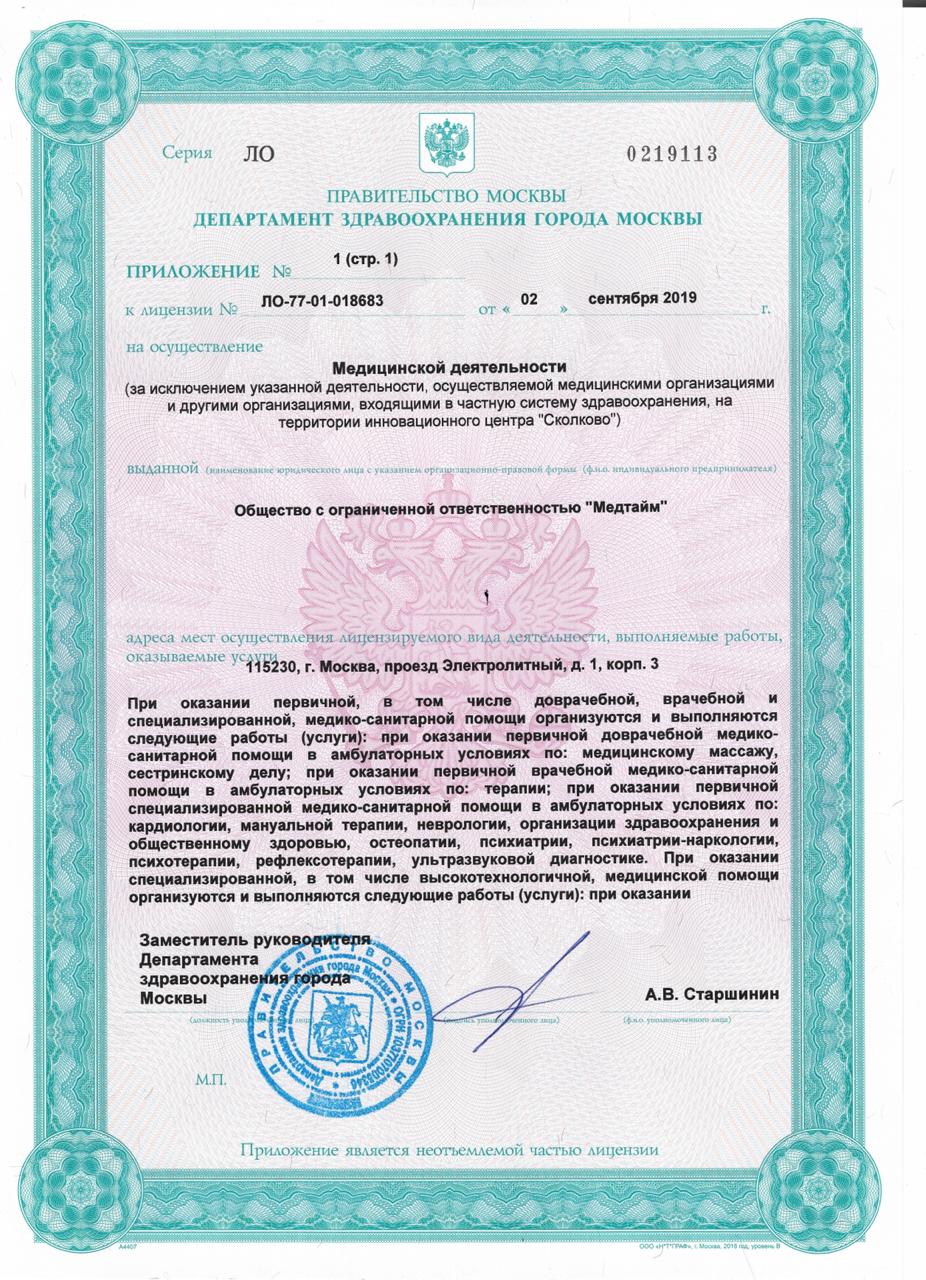 Серия ЛО 0219113
ПРАВИТЕЛЬСТВО МОСКВЫ
ДЕПАРТАМЕНТ ЗДРАВООХРАНЕНИЯ ГОРОДА МОСКВЫ
1 (стр. 1)
ПРИЛОЖЕНИЕ №
к лицензии № ЛО-77-01-018683 от « 02 » сентября 2019 г.
на осуществление
Медицинской деятельности
(за исключением указанной деятельности, осуществляемой медицинскими организациями
и другими организациями, входящими в частную систему здравоохранения, на
территории инновационного центра "Сколково")
выданной (наименование юридического лица с указанием организационно-правовой формы (ф.и.о. индивидуального предпринимателя)
Общество с ограниченной ответственностью "Медтайм"
адреса мест осуществления лицензируемого вида деятельности, выполняемые работы,
оказываемые услуги
115230, г. Москва, проезд Электролитный, д. 1, корп. 3
При оказании первичной, в том числе доврачебной, врачебной и
специализированной, медико-санитарной помощи организуются и выполняются
следующие работы (услуги): при оказании первичной доврачебной медико-
санитарной помощи в амбулаторных условиях по: медицинскому массажу,
сестринскому делу; при оказании первичной врачебной медико-санитарной
помощи в амбулаторных условиях по: терапии; при оказании первичной
специализированной медико-санитарной помощи в амбулаторных условиях по:
кардиологии, мануальной терапии, неврологии, организации здравоохранения и
общественному здоровью, остеопатии, психиатрии, психиатрии-наркологии,
психотерапии, рефлексотерапии, ультразвуковой диагностике. При оказании
специализированной, в том числе высокотехнологичной, медицинской помощи
организуются и выполняются следующие работы (услуги): при оказании
Заместитель руководителя
Департамента
здравоохранения города
Москвы
А.В. Старшинин
(должность (подпись уполномоченного лица) (ф.и.о. уполномоченного лица)
ПРАВИТЕЛЬСТВО МОСКВЫ
Департамент здравоохранения города Москвы * ОГРН 1037707005346 *
М.П.
Приложение является неотъемлемой частью лицензии
А4407
ООО «Н*Т*ГРАФ», г. Москва, 2018 год, уровень В